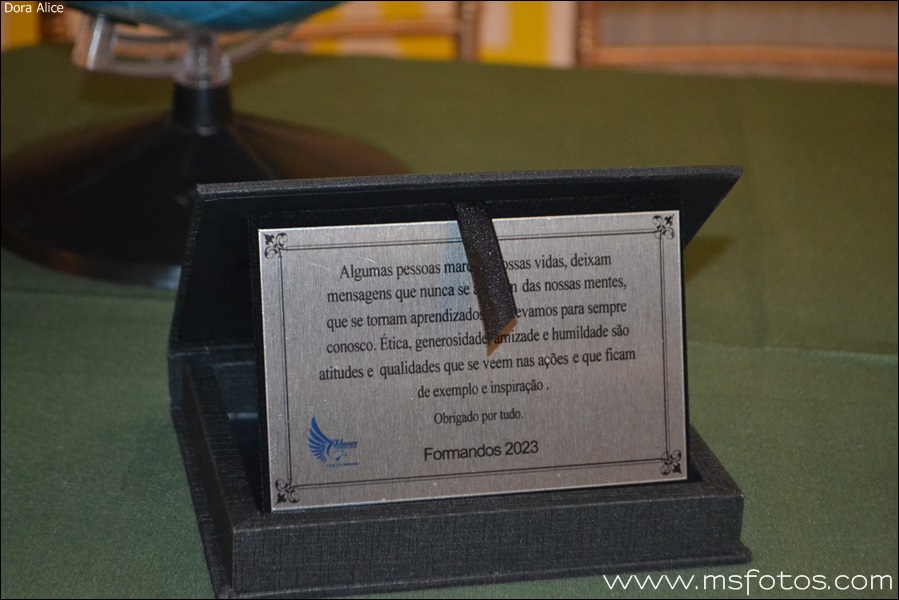 Dora Alice
Algumas pessoas nossas vidas, deixam
mensagens que nunca se das nossas mentes,
que se tornam aprendizados levamos para sempre
conosco. Ética, generosidade, amizade e humildade são
atitudes e qualidades que se veem nas ações e que ficam
de exemplo e inspiração .
Obrigado por tudo.
Formandos 2023
www.msfotos.com